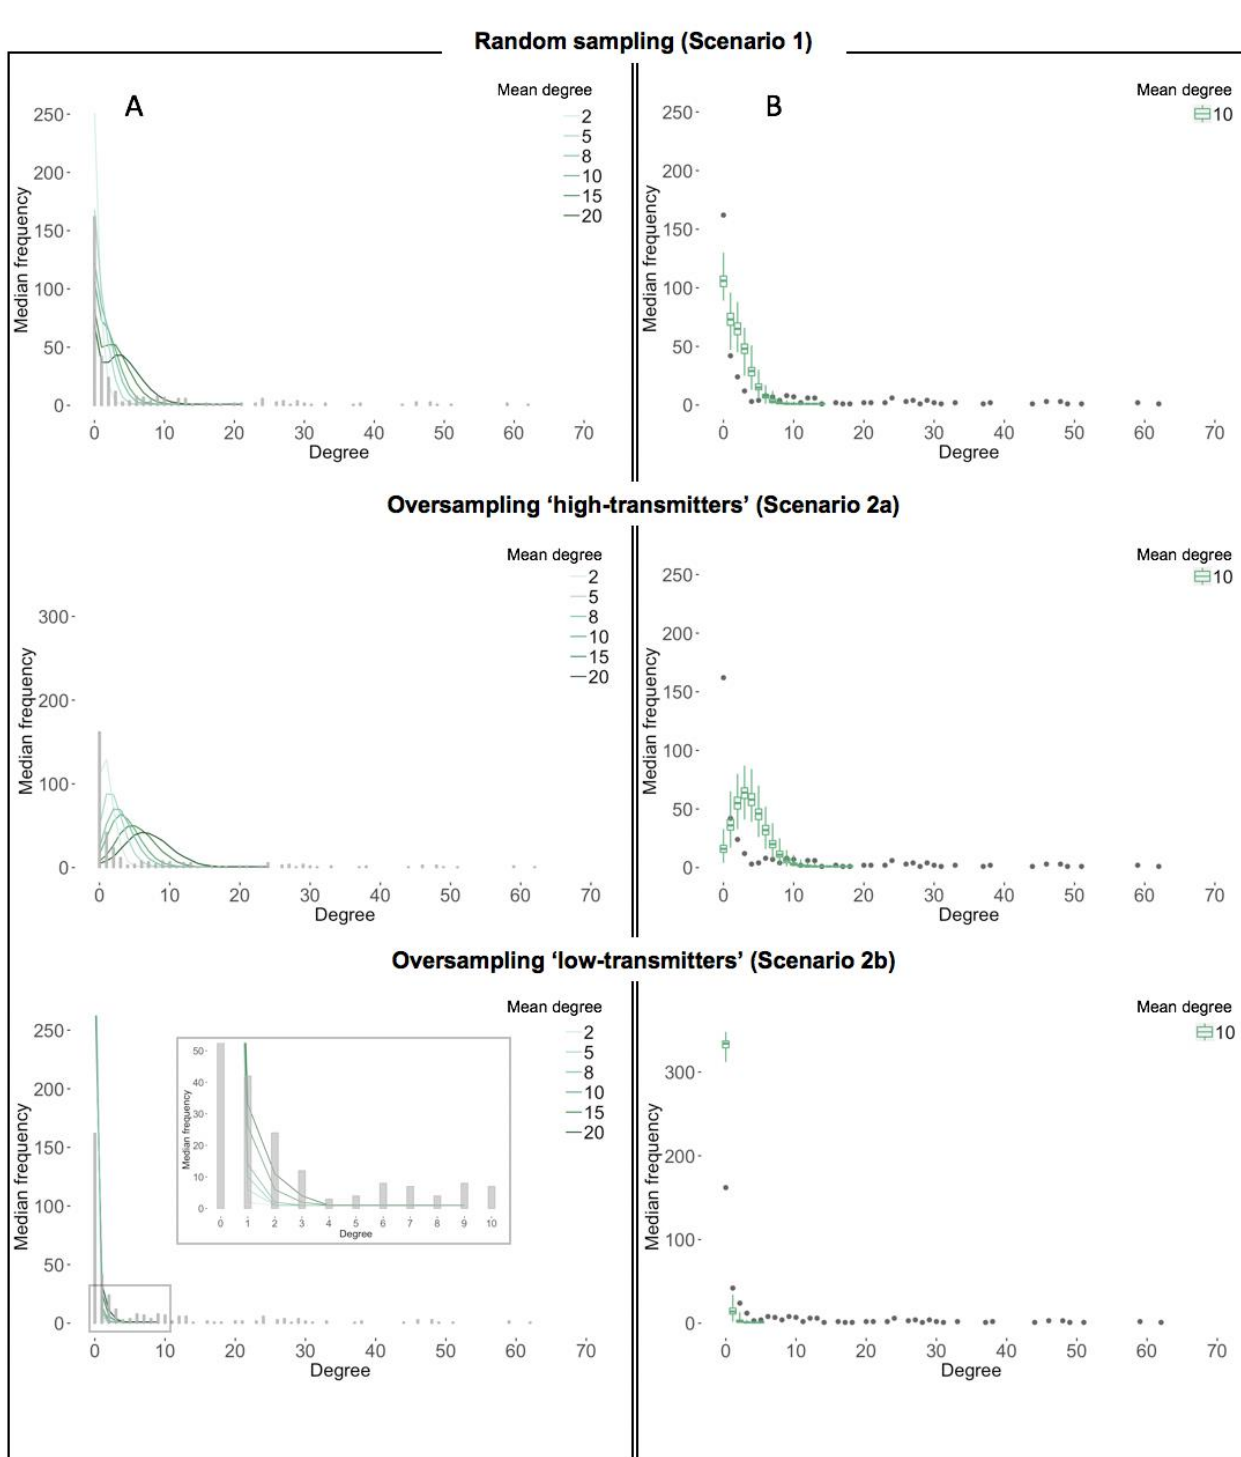 Random sampling (Scenario 1)
A
Mean degree
2
5
8
10
15
20
Median frequency
250
200
150
100
50
0
0 10 20 30 40 50 60 70
Degree
B
Mean degree
10
Median frequency
250
200
150
100
50
0
0 10 20 30 40 50 60 70
Degree
Oversampling ‘high-transmitters’ (Scenario 2a)
Mean degree
2
5
8
10
15
20
Median frequency
300
200
100
0
0 10 20 30 40 50 60 70
Degree
Mean degree
10
Median frequency
250
200
150
100
50
0
0 10 20 30 40 50 60 70
Degree
Oversampling ‘low-transmitters’ (Scenario 2b)
Mean degree
2
5
8
10
15
20
Median frequency
250
200
150
100
50
0
Median frequency
50
40
30
20
10
0
0 1 2 3 4 5 6 7 8 9 10
Degree
0 10 20 30 40 50 60 70
Degree
Mean degree
10
Median frequency
300
200
100
0
0 10 20 30 40 50 60 70
Degree